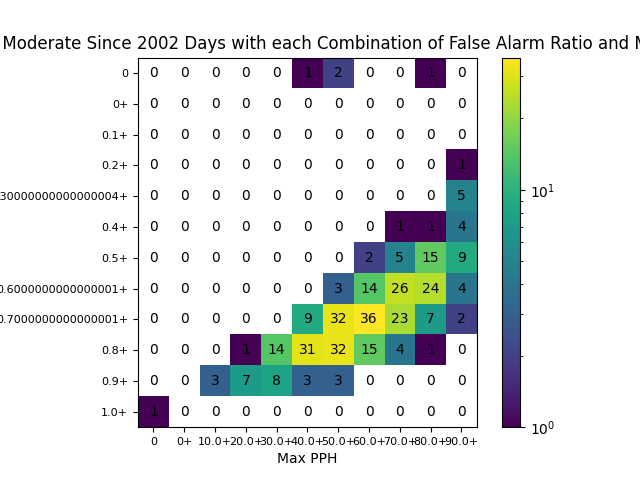 Moderate Since 2002 Days with each Combination of False Alarm Ratio and M
0 0 0 0 0 0 1 2 0 0 1 0
0+ 0 0 0 0 0 0 0 0 0 0 0
0.1+ 0 0 0 0 0 0 0 0 0 0 0
0.2+ 0 0 0 0 0 0 0 0 0 0 1
30000000000000004+ 0 0 0 0 0 0 0 0 0 0 5
0.4+ 0 0 0 0 0 0 0 0 1 1 4
0.5+ 0 0 0 0 0 0 0 2 5 15 9
0.6000000000000001+ 0 0 0 0 0 0 3 14 26 24 4
0.7000000000000001+ 0 0 0 0 0 9 32 36 23 7 2
0.8+ 0 0 0 1 14 31 32 15 4 1 0
0.9+ 0 0 3 7 8 3 3 0 0 0 0
1.0+ 1 0 0 0 0 0 0 0 0 0 0
0 0+ 10.0+ 20.0+ 30.0+ 40.0+ 50.0+ 60.0+ 70.0+ 80.0+ 90.0+
Max PPH
10¹
10⁰